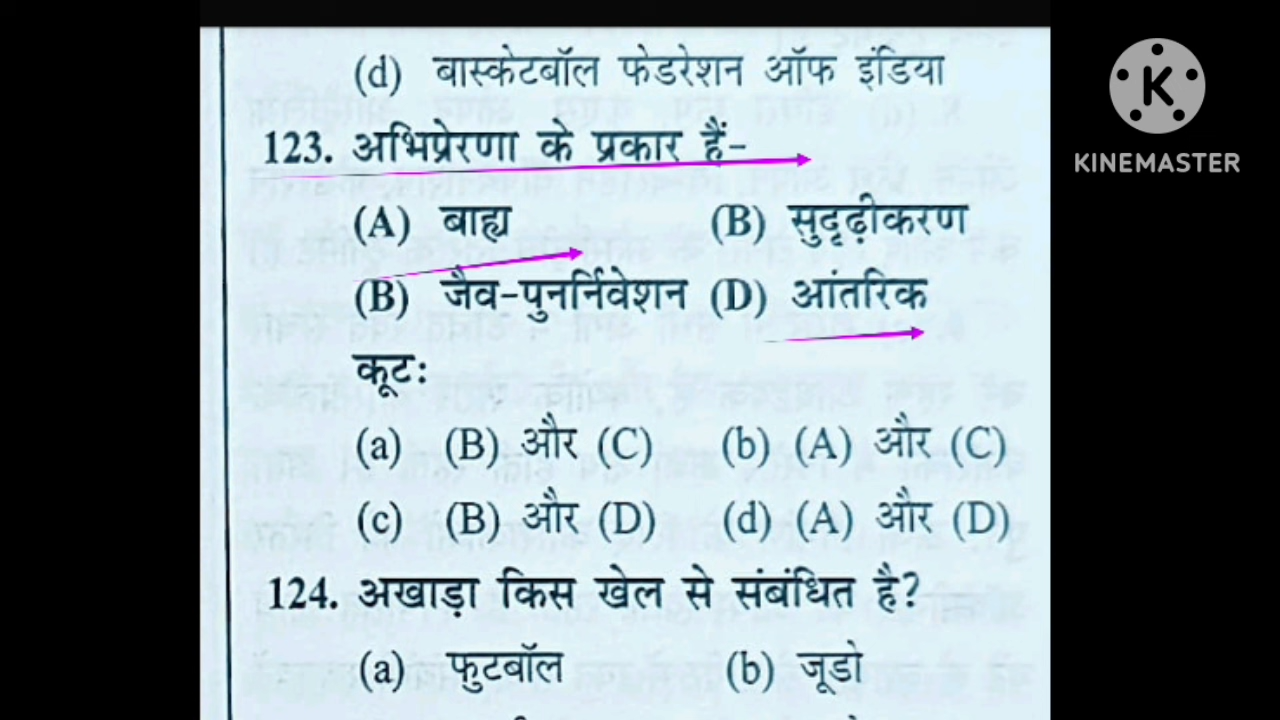 (d) बास्केटबॉल फेडरेशन ऑफ इंडिया
123. अभिप्रेरणा के प्रकार हैं-
(A) बाह्य (B) सुदृढ़ीकरण
(B) जैव-पुनर्निवेशन (D) आंतरिक
कूट:
(a) (B) और (C) (b) (A) और (C)
(c) (B) और (D) (d) (A) और (D)
124. अखाड़ा किस खेल से संबंधित है?
(a) फुटबॉल (b) जूडो
K
KINEMASTER